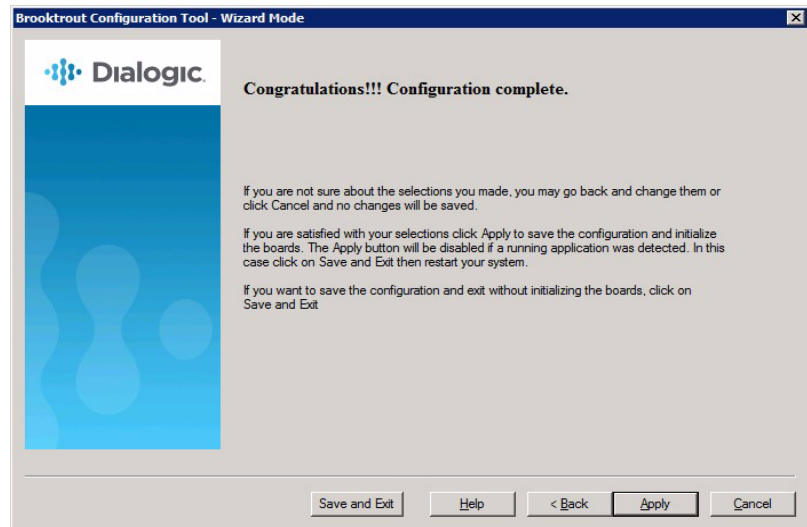 Brooktrout Configuration Tool - Wizard Mode
Dialogic.
Congratulations!!! Configuration complete.
If you are not sure about the selections you made, you may go back and change them or
click Cancel and no changes will be saved.
If you are satisfied with your selections click Apply to save the configuration and initialize
the boards. The Apply button will be disabled if a running application was detected. In this
case click on Save and Exit then restart your system.
If you want to save the configuration and exit without initializing the boards, click on
Save and Exit
Save and Exit Help < Back Apply Cancel